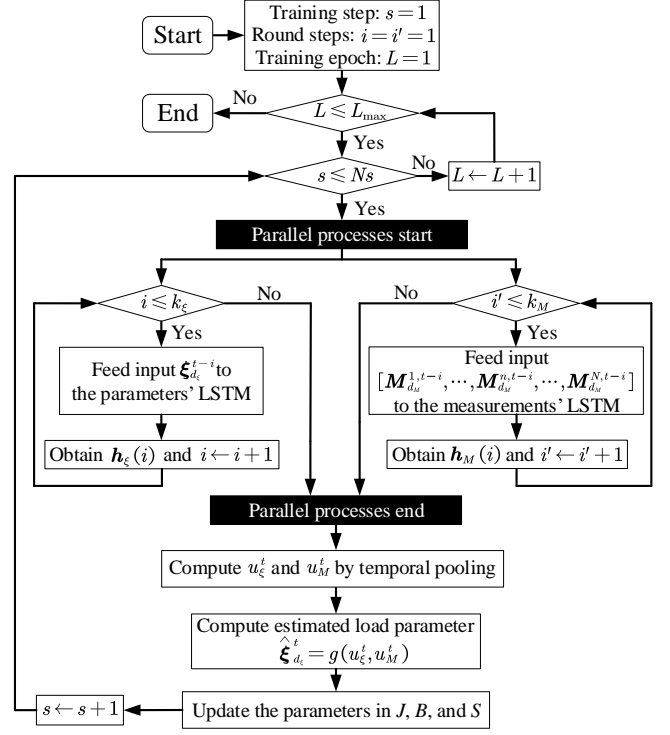 Start
Training step: s = 1
Round steps: i = i′ = 1
Training epoch: L = 1
End
No
L ≤ L_max
Yes
s ≤ Ns
No
L ← L + 1
Yes
Parallel processes start
i ≤ k_ξ
No
No
i′ ≤ k_M
Yes
Yes
Feed input ξ_{d_ξ}^{t−i} to
the parameters’ LSTM
Feed input
[M_{d_M}^{1,t−i}, ⋯, M_{d_M}^{n,t−i}, ⋯, M_{d_M}^{N,t−i}]
to the measurements’ LSTM
Obtain h_ξ(i) and i ← i + 1
Obtain h_M(i) and i′ ← i′ + 1
Parallel processes end
Compute u_ξ^t and u_M^t by temporal pooling
Compute estimated load parameter
ξ̂_{d_ξ}^t = g(u_ξ^t, u_M^t)
s ← s + 1
Update the parameters in J, B, and S